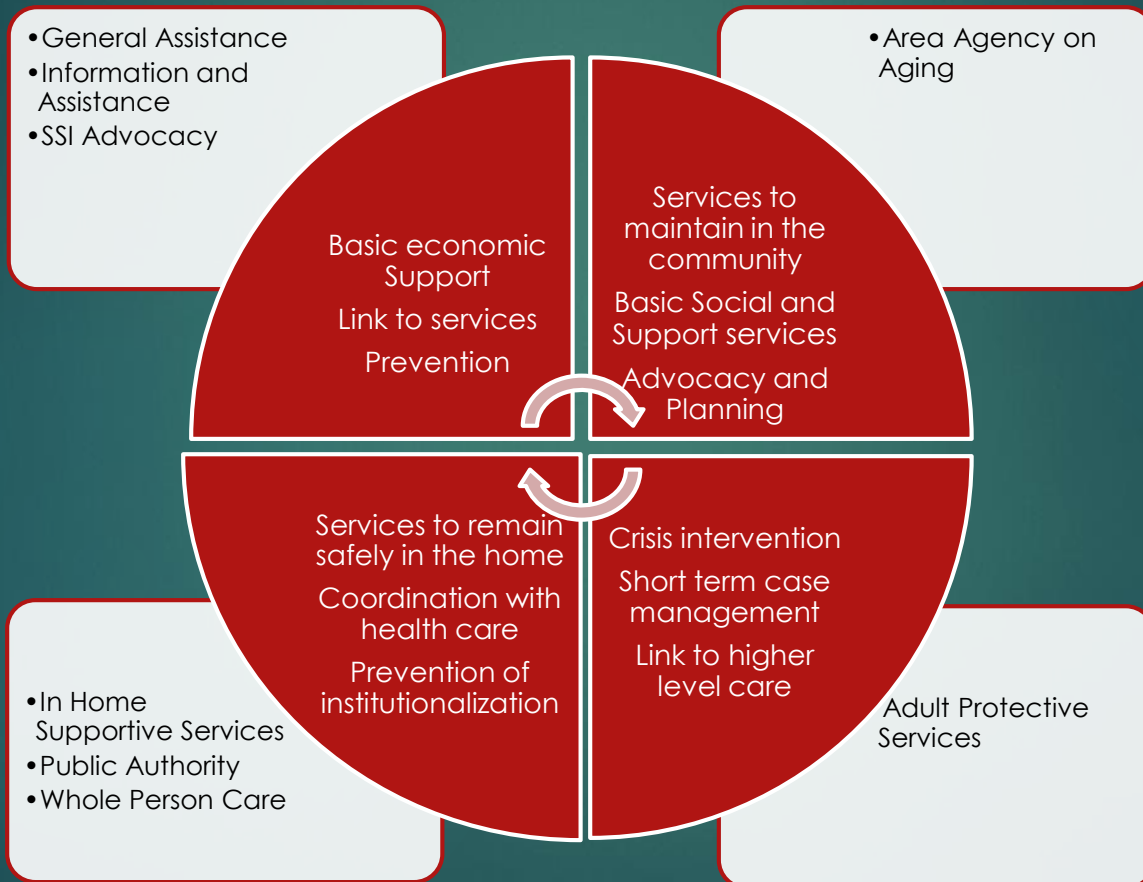 •General Assistance
•Information and
Assistance
•SSI Advocacy
•Area Agency on
Aging
Basic economic
Support
Link to services
Prevention
Services to
maintain in the
community
Basic Social and
Support services
Advocacy and
Planning
Services to remain
safely in the home
Coordination with
health care
Prevention of
institutionalization
Crisis intervention
Short term case
management
Link to higher
level care
•In Home
Supportive Services
•Public Authority
•Whole Person Care
Adult Protective
Services